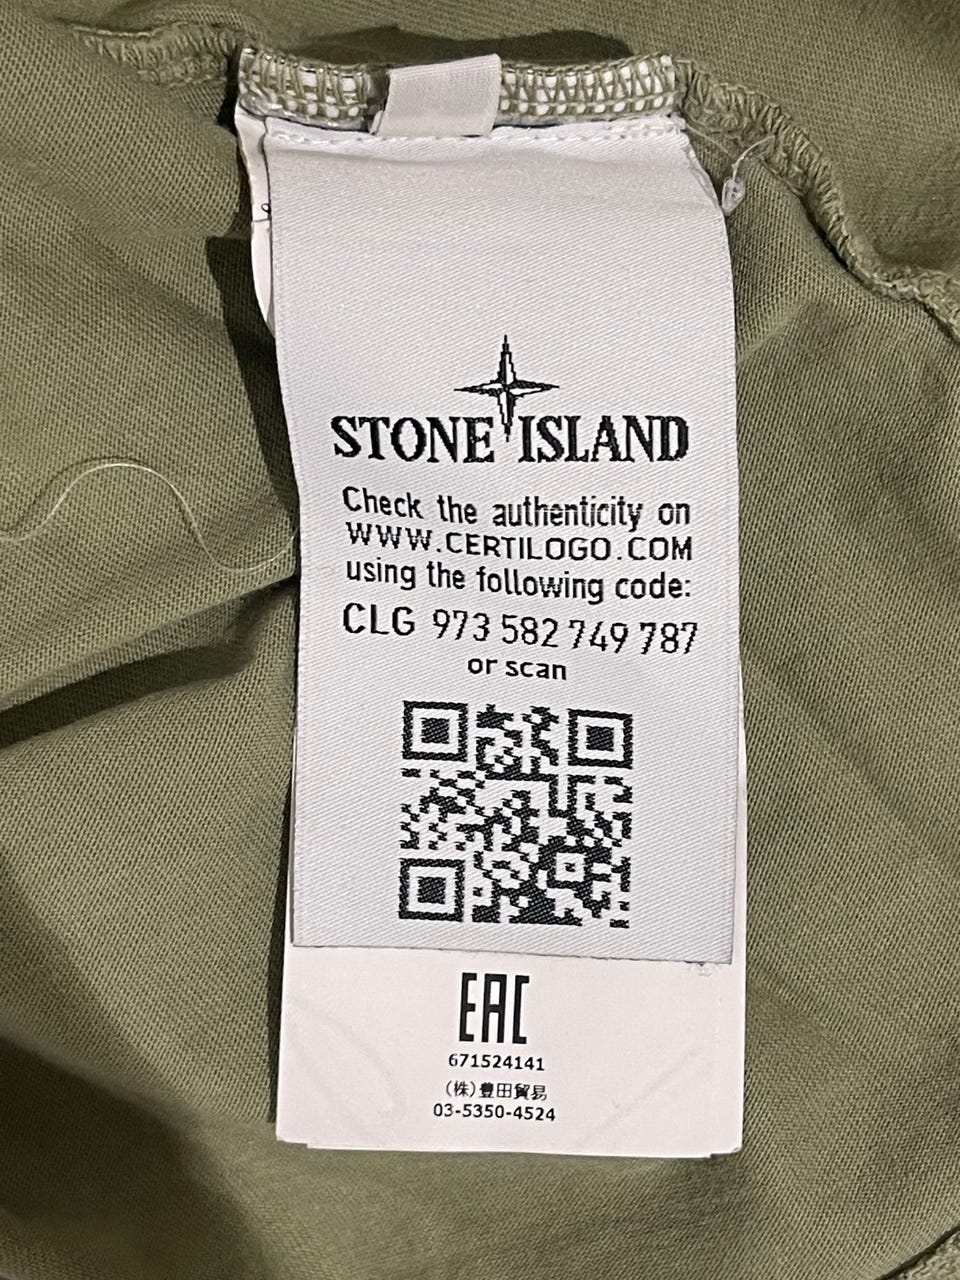 STONE ISLAND
Check the authenticity on
WWW.CERTILOGO.COM
using the following code:
CLG 973 582 749 787
or scan
EAC
671524141
(株)豊田貿易
03-5350-4524